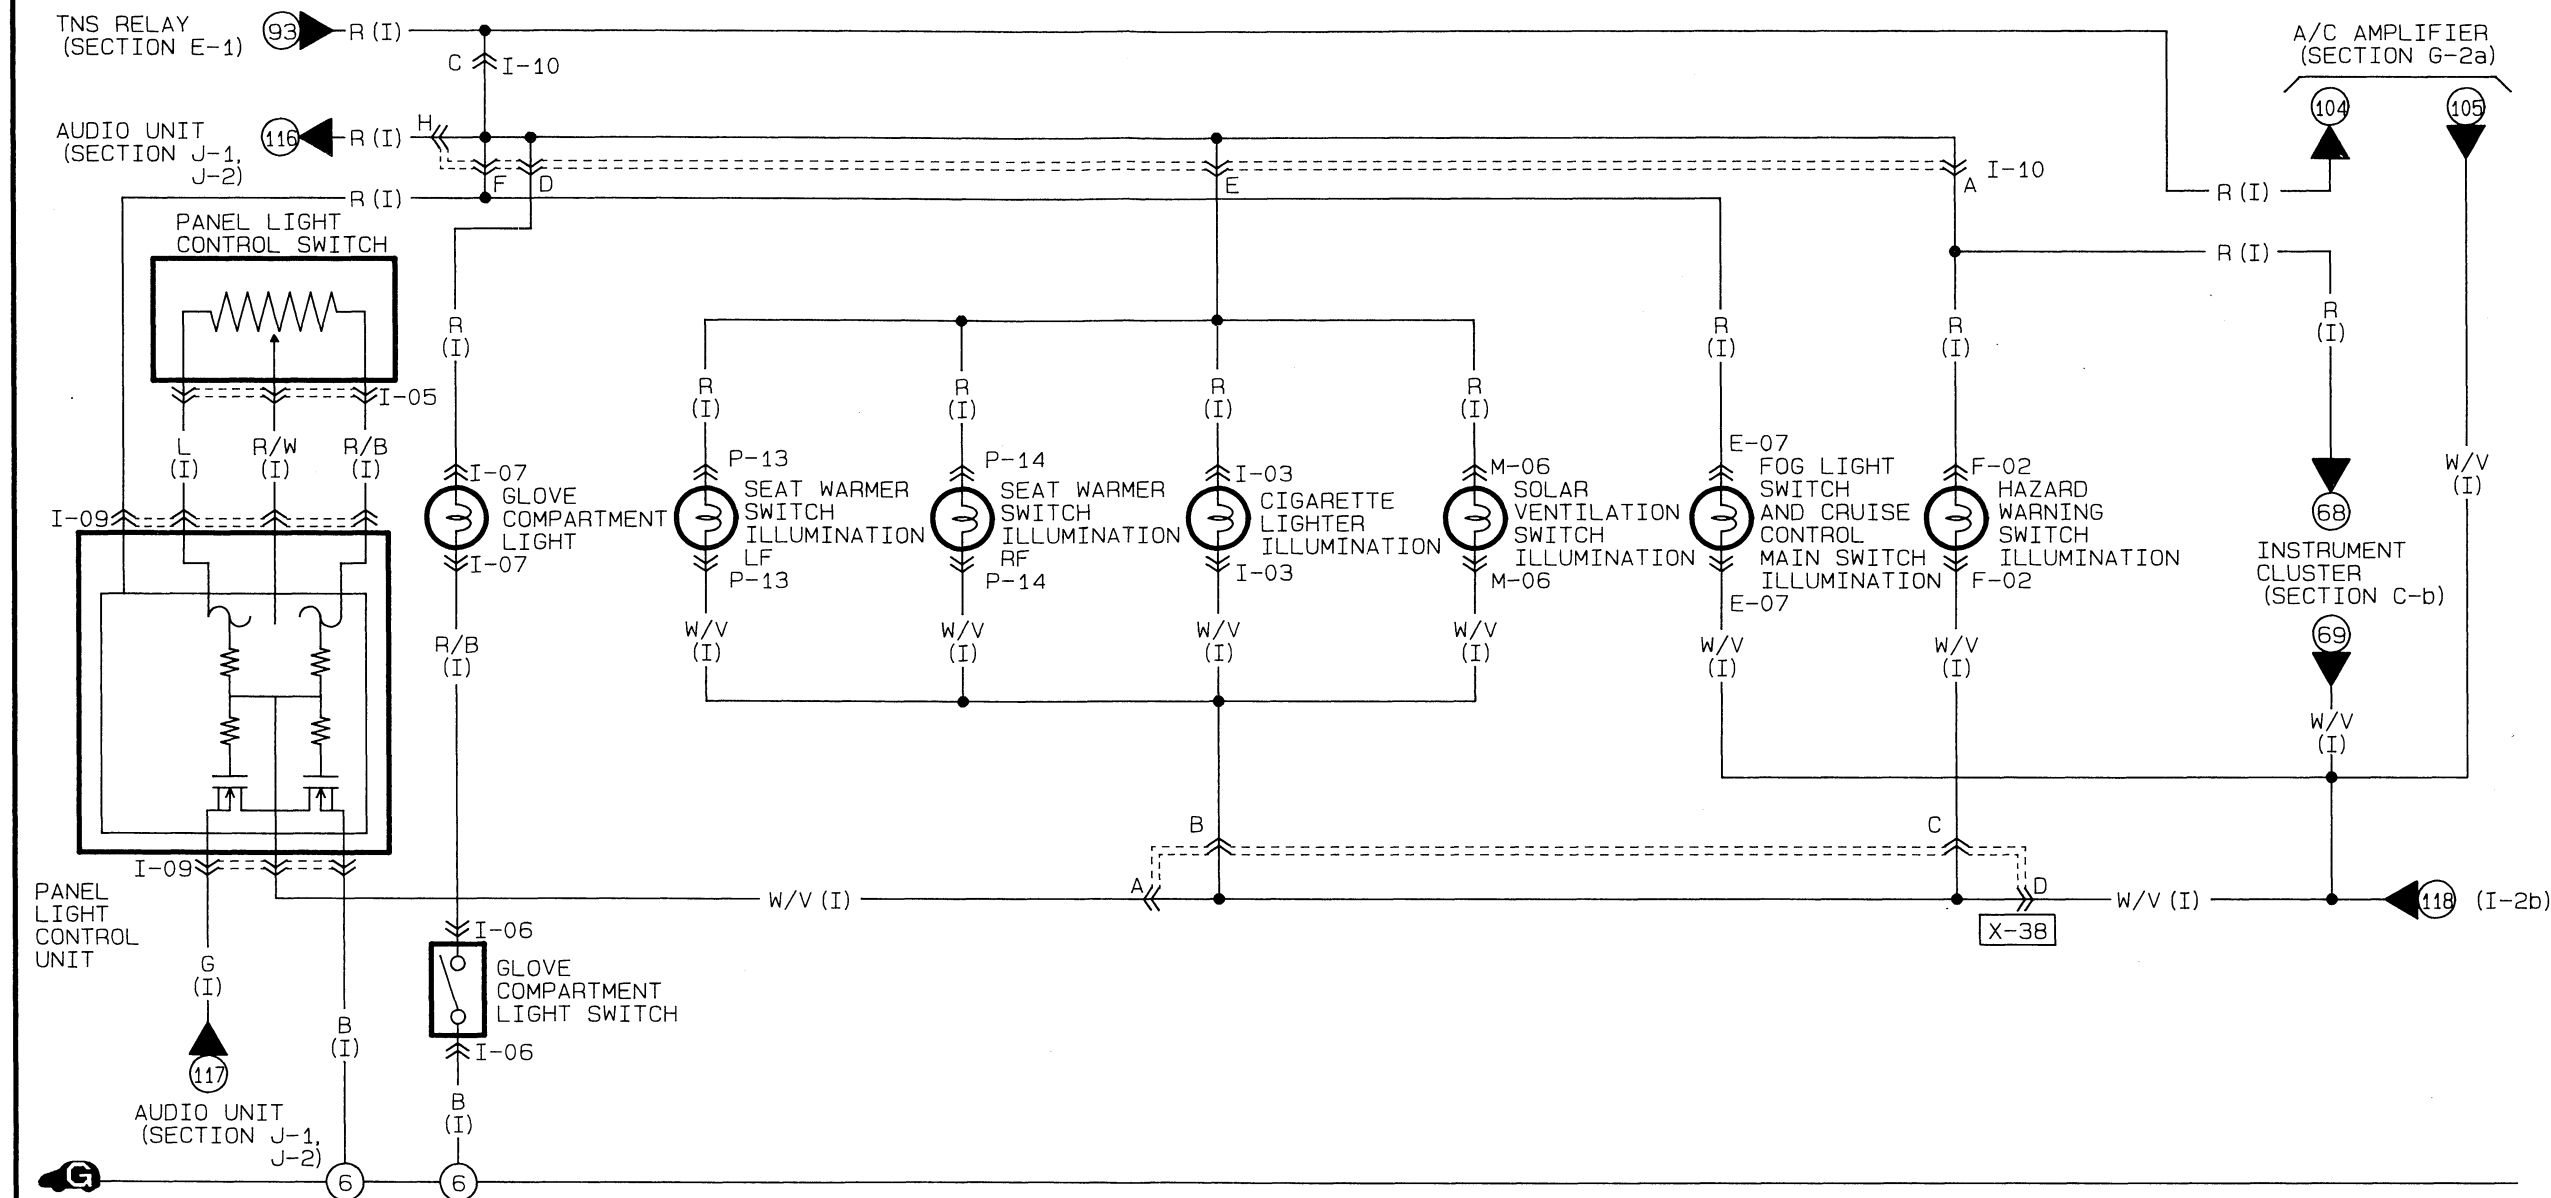 TNS RELAY
(SECTION E-1)
93
R (I)
C
I-10
A/C AMPLIFIER
(SECTION G-2a)
104
105
AUDIO UNIT
(SECTION J-1,
J-2)
116
R (I)
H
F
D
E
A
I-10
R (I)
R (I)
R (I)
PANEL LIGHT
CONTROL SWITCH
I-05
L
(I)
R/W
(I)
R/B
(I)
I-09
R
(I)
R
(I)
R
(I)
R
(I)
R
(I)
R
(I)
R
(I)
R
(I)
W/V
(I)
I-07
GLOVE
COMPARTMENT
LIGHT
I-07
P-13
SEAT WARMER
SWITCH
ILLUMINATION
LF
P-13
P-14
SEAT WARMER
SWITCH
ILLUMINATION
RF
P-14
I-03
CIGARETTE
LIGHTER
ILLUMINATION
I-03
M-06
SOLAR
VENTILATION
SWITCH
ILLUMINATION
M-06
E-07
FOG LIGHT
SWITCH
AND CRUISE
CONTROL
MAIN SWITCH
ILLUMINATION
E-07
F-02
HAZARD
WARNING
SWITCH
ILLUMINATION
F-02
68
INSTRUMENT
CLUSTER
(SECTION C-b)
69
R/B
(I)
W/V
(I)
W/V
(I)
W/V
(I)
W/V
(I)
W/V
(I)
W/V
(I)
W/V
(I)
B
C
I-09
PANEL
LIGHT
CONTROL
UNIT
W/V (I)
A
D
X-38
W/V (I)
118
(I-2b)
I-06
GLOVE
COMPARTMENT
LIGHT SWITCH
I-06
G
(I)
B
(I)
B
(I)
117
AUDIO UNIT
(SECTION J-1,
J-2)
G
6
6